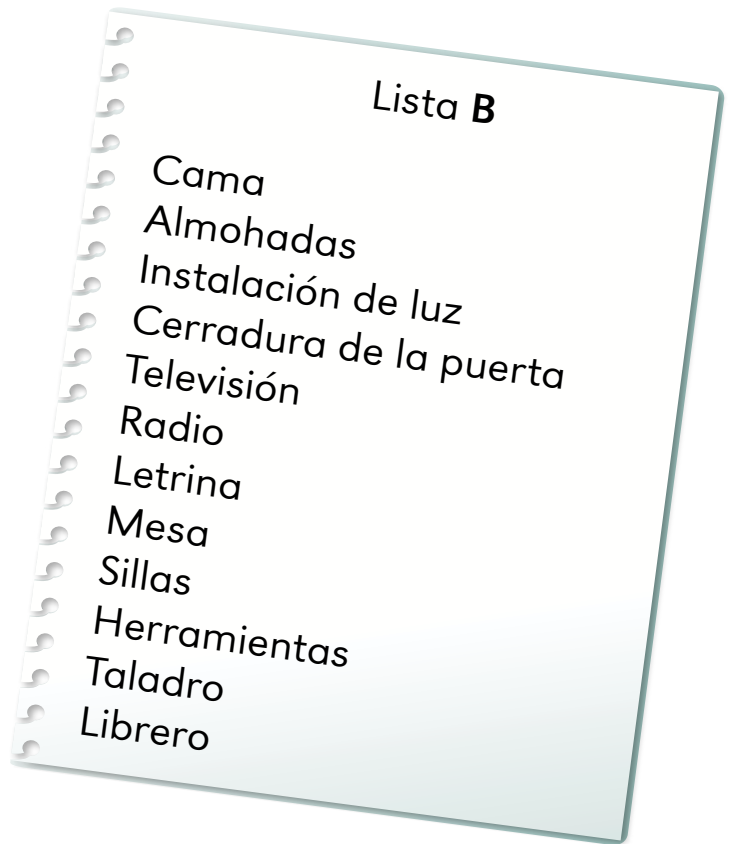 Lista B
Cama
Almohadas
Instalación de luz
Cerradura de la puerta
Televisión
Radio
Letrina
Mesa
Sillas
Herramientas
Taladro
Librero